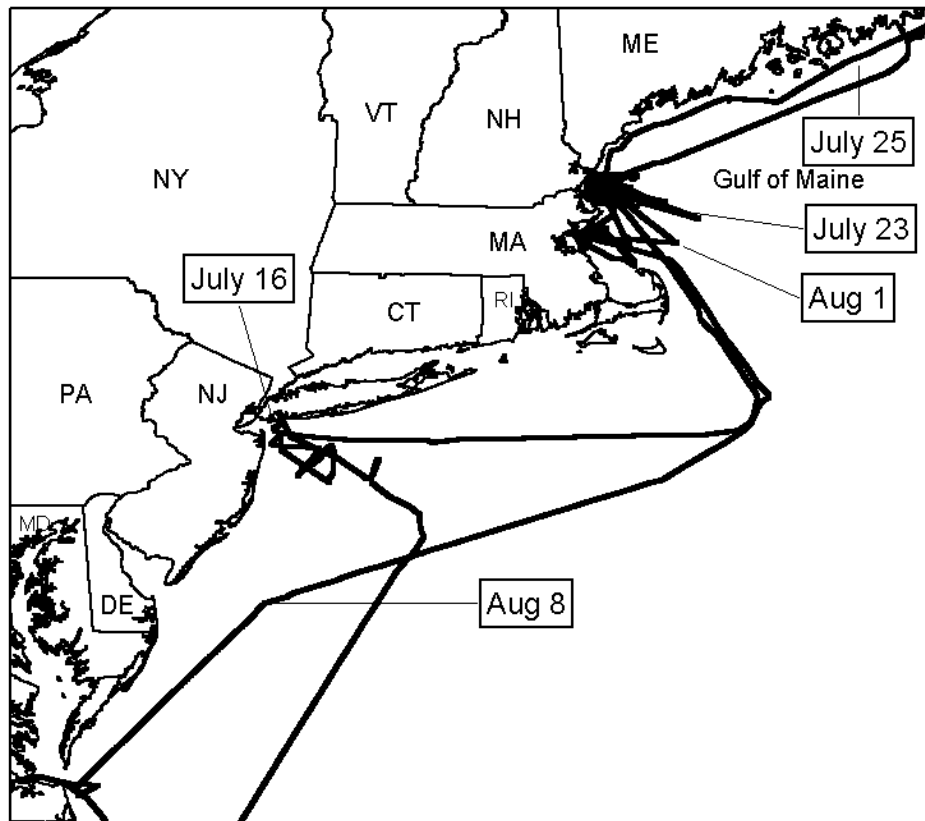 ME
VT
NH
July 25
NY
Gulf of Maine
July 23
MA
July 16
Aug 1
RI
CT
PA
NJ
MD
DE
Aug 8